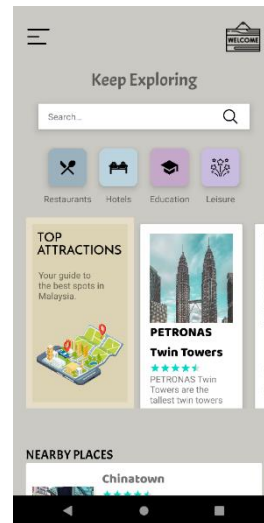 WELCOME
Keep Exploring
Search...
Restaurants
Hotels
Education
Leisure
TOP
ATTRACTIONS
Your guide to
the best spots in
Malaysia.
PETRONAS
Twin Towers
PETRONAS Twin
Towers are the
tallest twin towers
NEARBY PLACES
Chinatown